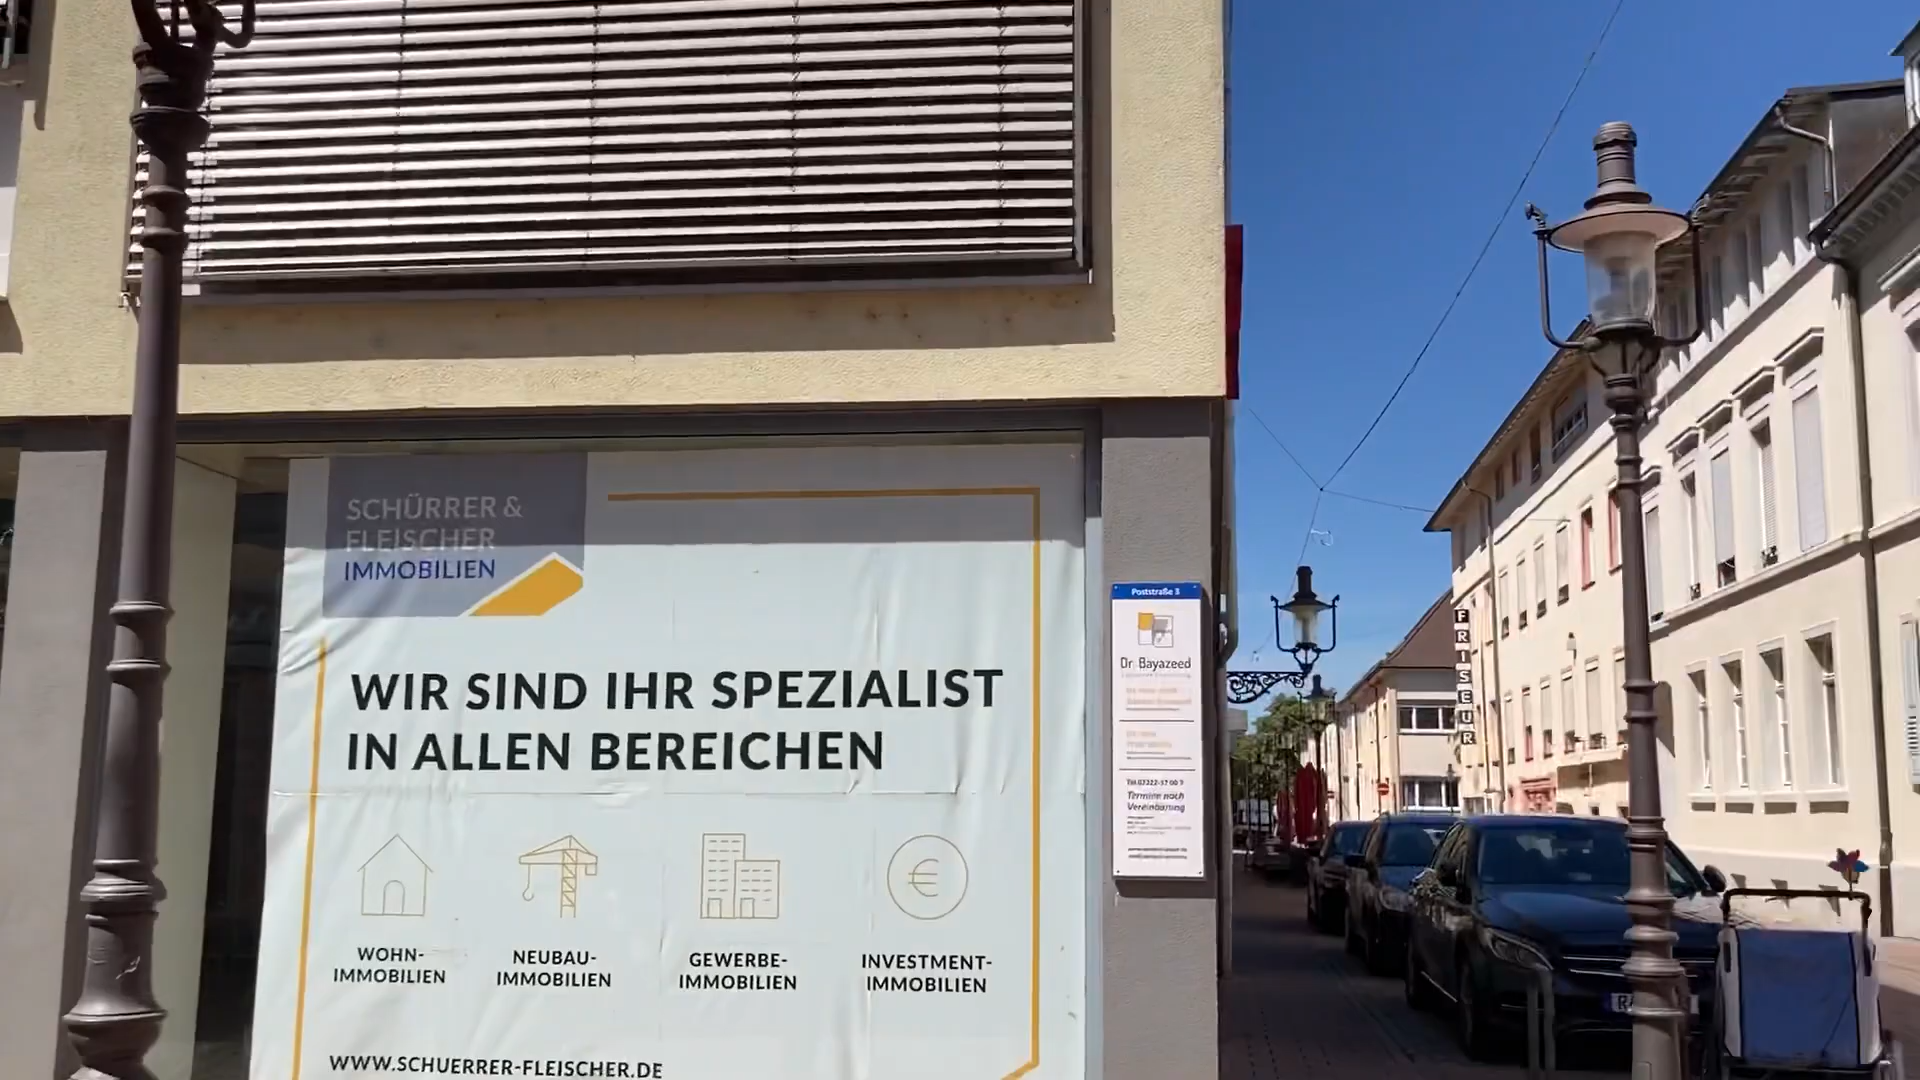 SCHÜRRER &
FLEISCHER
IMMOBILIEN
WIR SIND IHR SPEZIALIST
IN ALLEN BEREICHEN
WOHN-
IMMOBILIEN
NEUBAU-
IMMOBILIEN
GEWERBE-
IMMOBILIEN
INVESTMENT-
IMMOBILIEN
WWW.SCHUERRER-FLEISCHER.DE
Poststraße 3
Dr. Bayazeed
Termine nach
Vereinbarung
FRISEUR